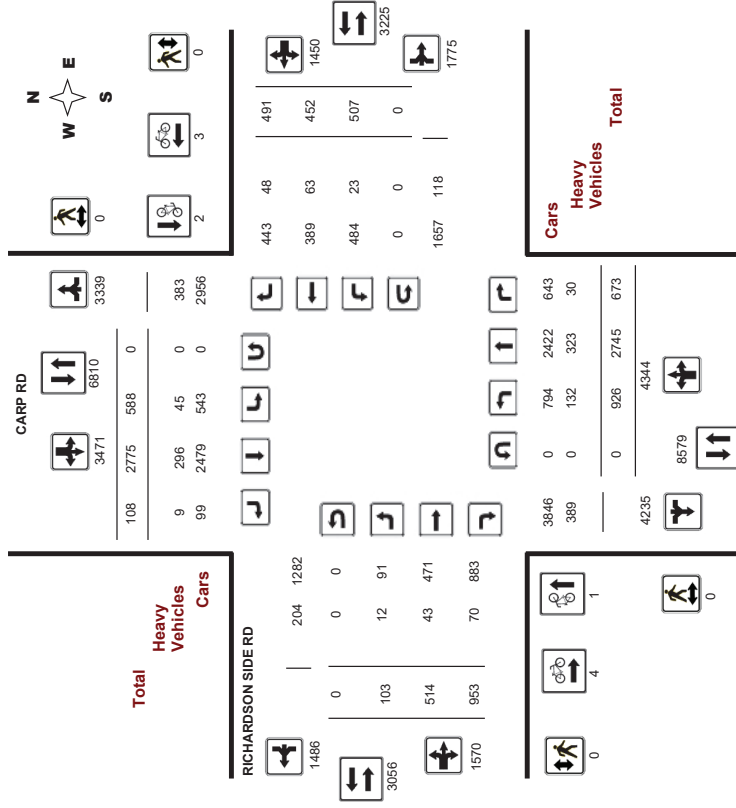 N
W E
S
0
0
2
3
CARP RD
3471
6810
3339
108 2775 588 0
9 296 45 0 383
99 2479 543 0 2956
Total
Heavy
Vehicles
Cars
443 48 491
389 63 452
484 23 507
0 0 0
1657 118
1450
3225
1775
RICHARDSON SIDE RD
204 1282
0 0 0
103 12 91
514 43 471
953 70 883
1486
3056
1570
Cars
Heavy
Vehicles
Total
3846 0 794 2422 643
389 0 132 323 30
0 926 2745 673
4235
4344
8579
0
4
1
0